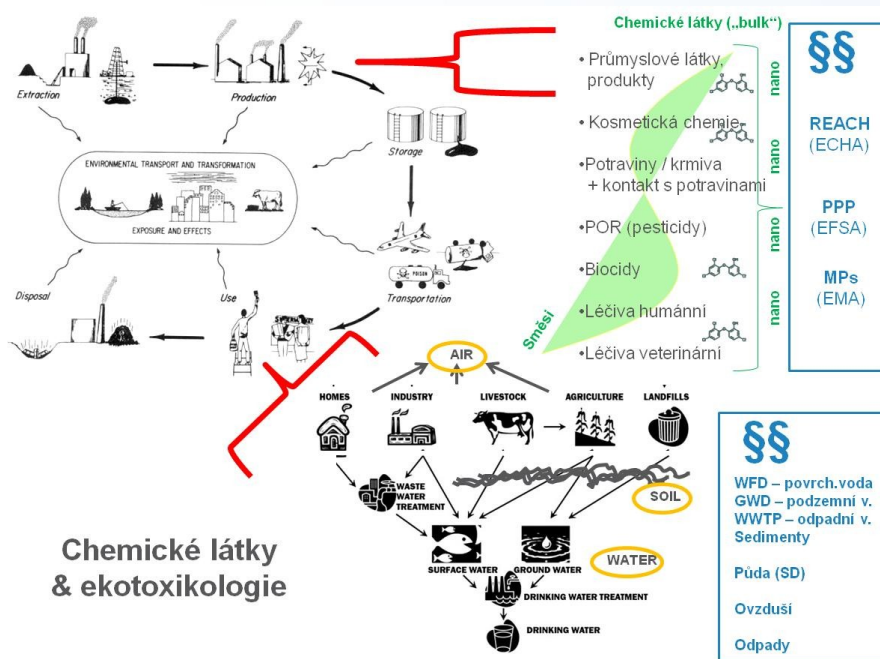 Extraction
Production
Storage
ENVIRONMENTAL TRANSPORT AND TRANSFORMATION
EXPOSURE AND EFFECTS
POISON
Transportation
Disposal
Use
Chemické látky („bulk“)
•Průmyslové látky,
produkty
•Kosmetická chemie
•Potraviny / krmiva
+ kontakt s potravinami
•POR (pesticidy)
•Biocidy
•Léčiva humánní
•Léčiva veterinární
Směsi
nano
nano
nano
nano
§§
REACH
(ECHA)
PPP
(EFSA)
MPs
(EMA)
AIR
HOMES
INDUSTRY
LIVESTOCK
AGRICULTURE
LANDFILLS
WASTE
WATER
TREATMENT
SOIL
SURFACE WATER
GROUND WATER
WATER
DRINKING WATER TREATMENT
DRINKING WATER
Chemické látky
& ekotoxikologie
§§
WFD – povrch.voda
GWD – podzemní v.
WWTP – odpadní v.
Sedimenty
Půda (SD)
Ovzduší
Odpady